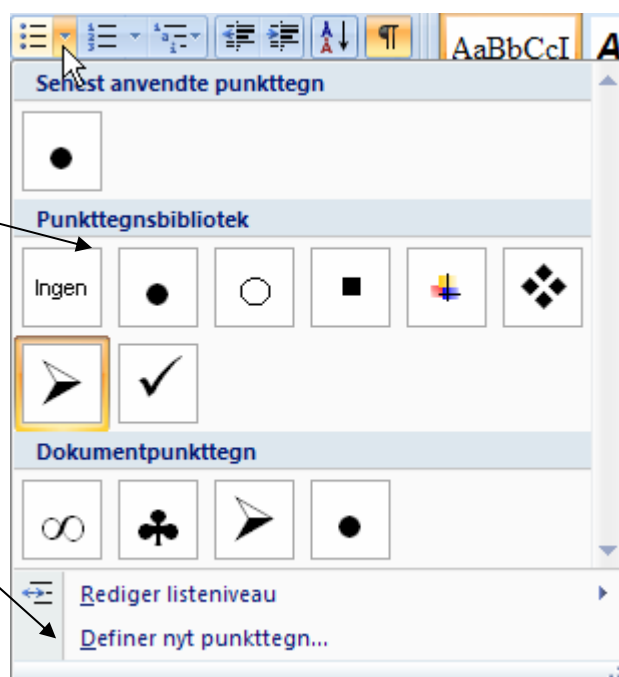 AaBbCcI A
Senest anvendte punkttegn
Punkttegnsbibliotek
Ingen
Dokumentpunkttegn
Rediger listeniveau
Definer nyt punkttegn...